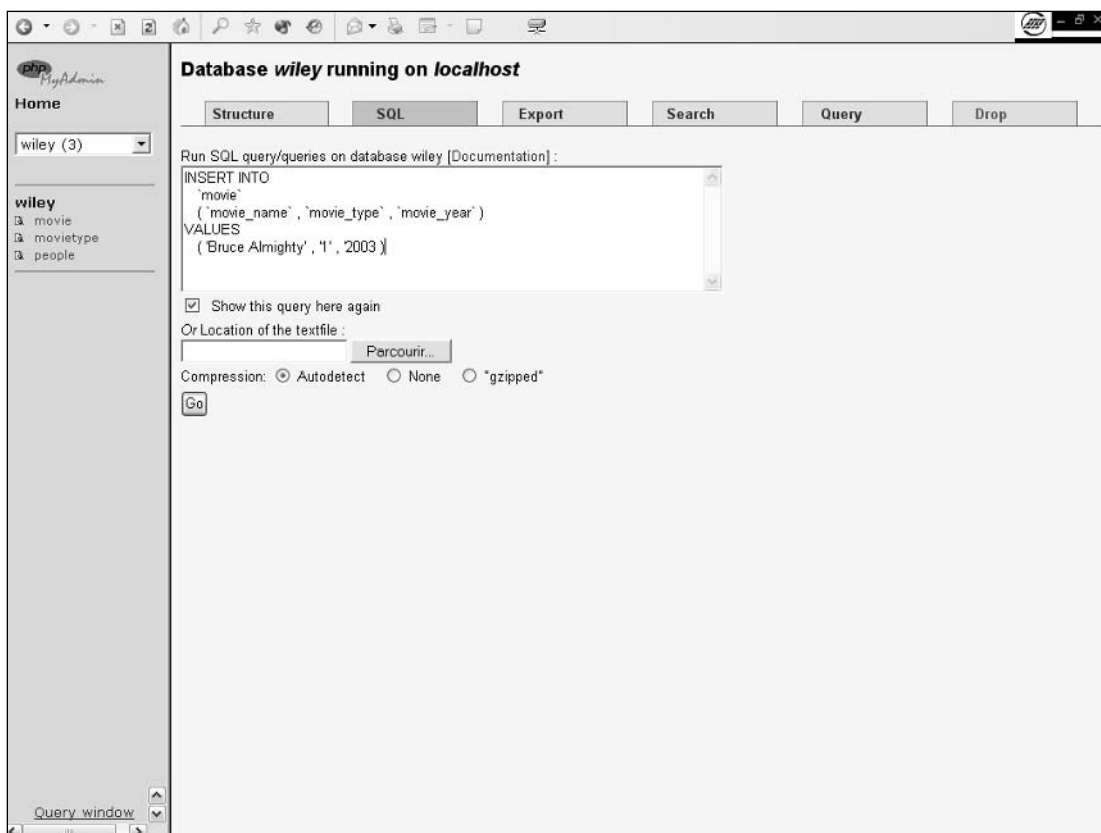 php
MyAdmin
Home
wiley (3)
wiley
movie
movietype
people
Query window
Database wiley running on localhost
Structure
SQL
Export
Search
Query
Drop
Run SQL query/queries on database wiley [Documentation] :
INSERT INTO
`movie`
( `movie_name` , `movie_type` , `movie_year` )
VALUES
( 'Bruce Almighty' , '1' , '2003 )
Show this query here again
Or Location of the textfile :
Parcourir...
Compression: Autodetect None "gzipped"
Go